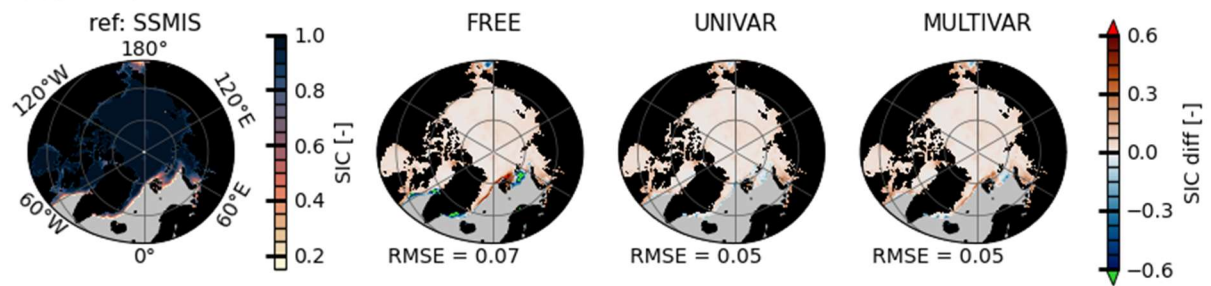 ref: SSMIS
180°
120°W
120°E
60°W
60°E
0°
1.0
0.8
0.6
0.4
0.2
SIC [-]
FREE
RMSE = 0.07
UNIVAR
RMSE = 0.05
MULTIVAR
RMSE = 0.05
0.6
0.3
0.0
−0.3
−0.6
SIC diff [-]